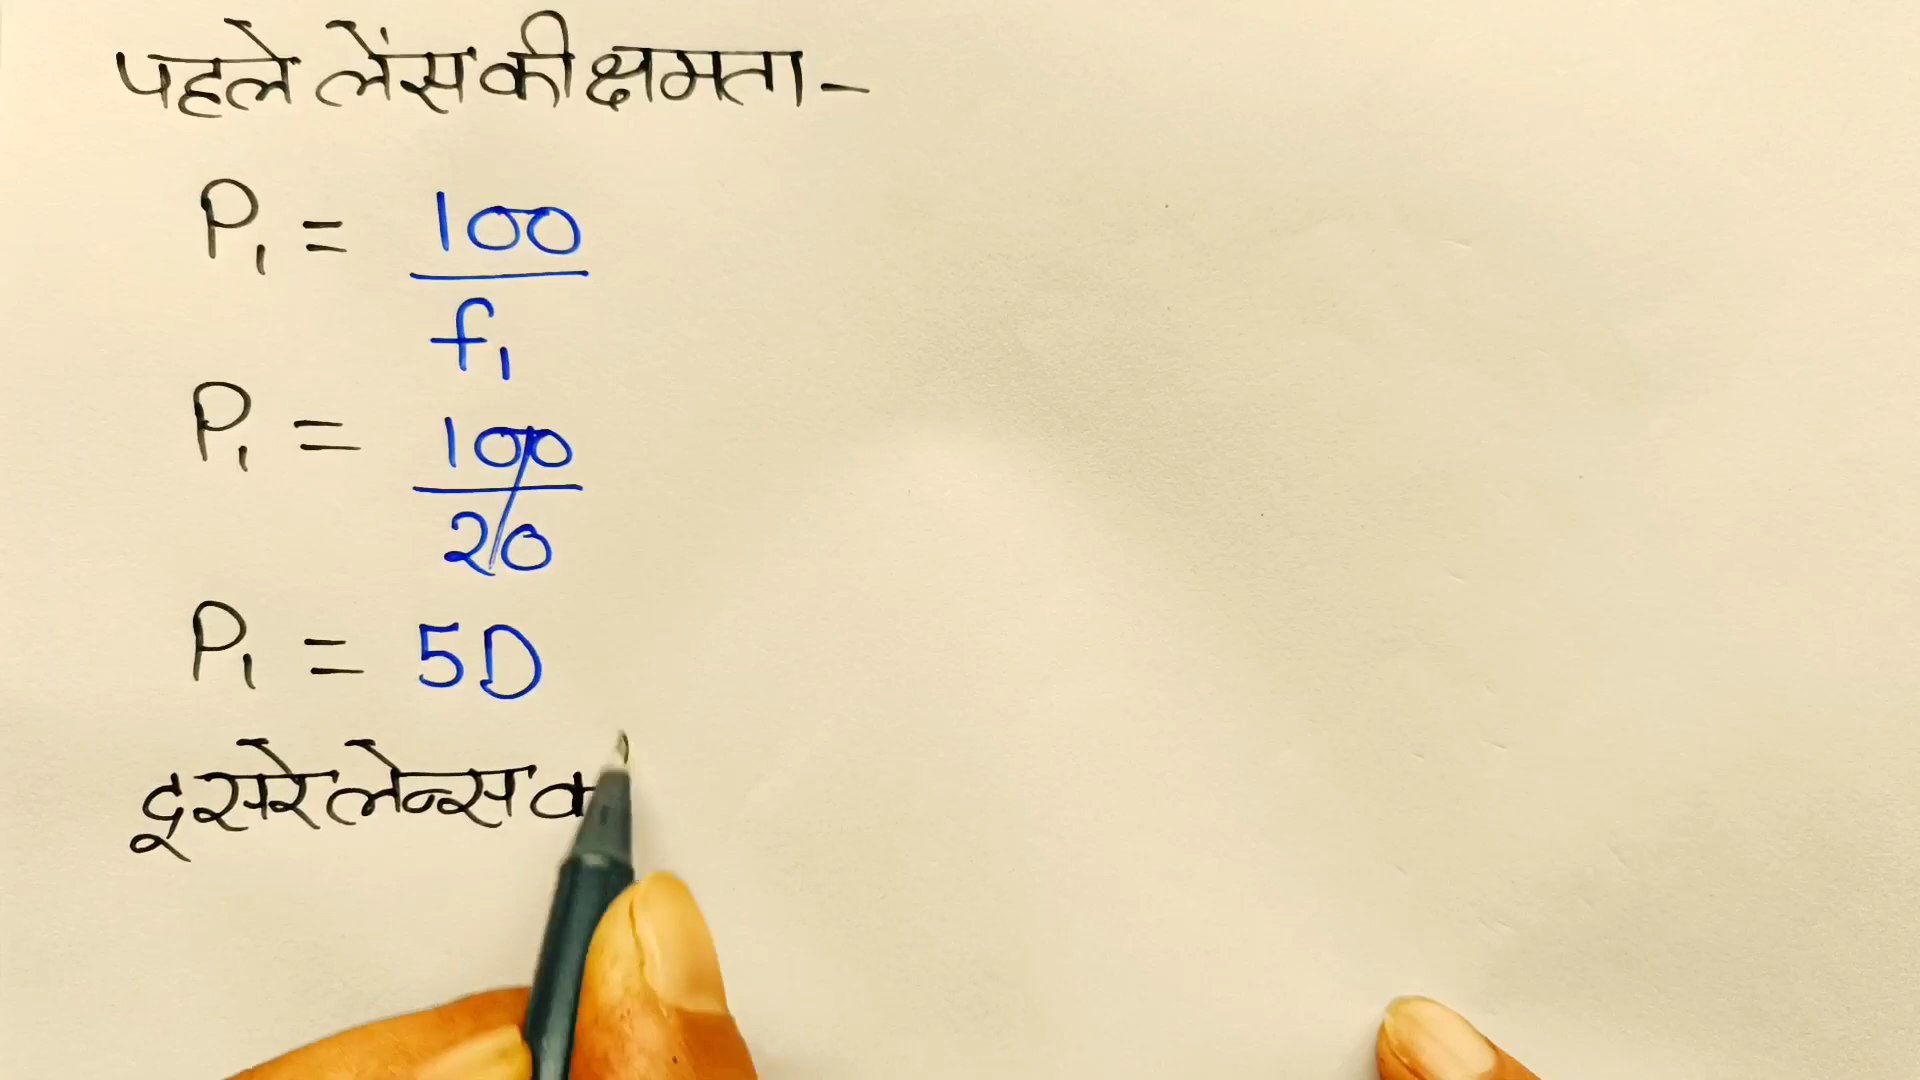 पहले लेंस की क्षमता -
P₁ = 100/f₁
P₁ = 100/20
P₁ = 5D
दूसरे लेन्स